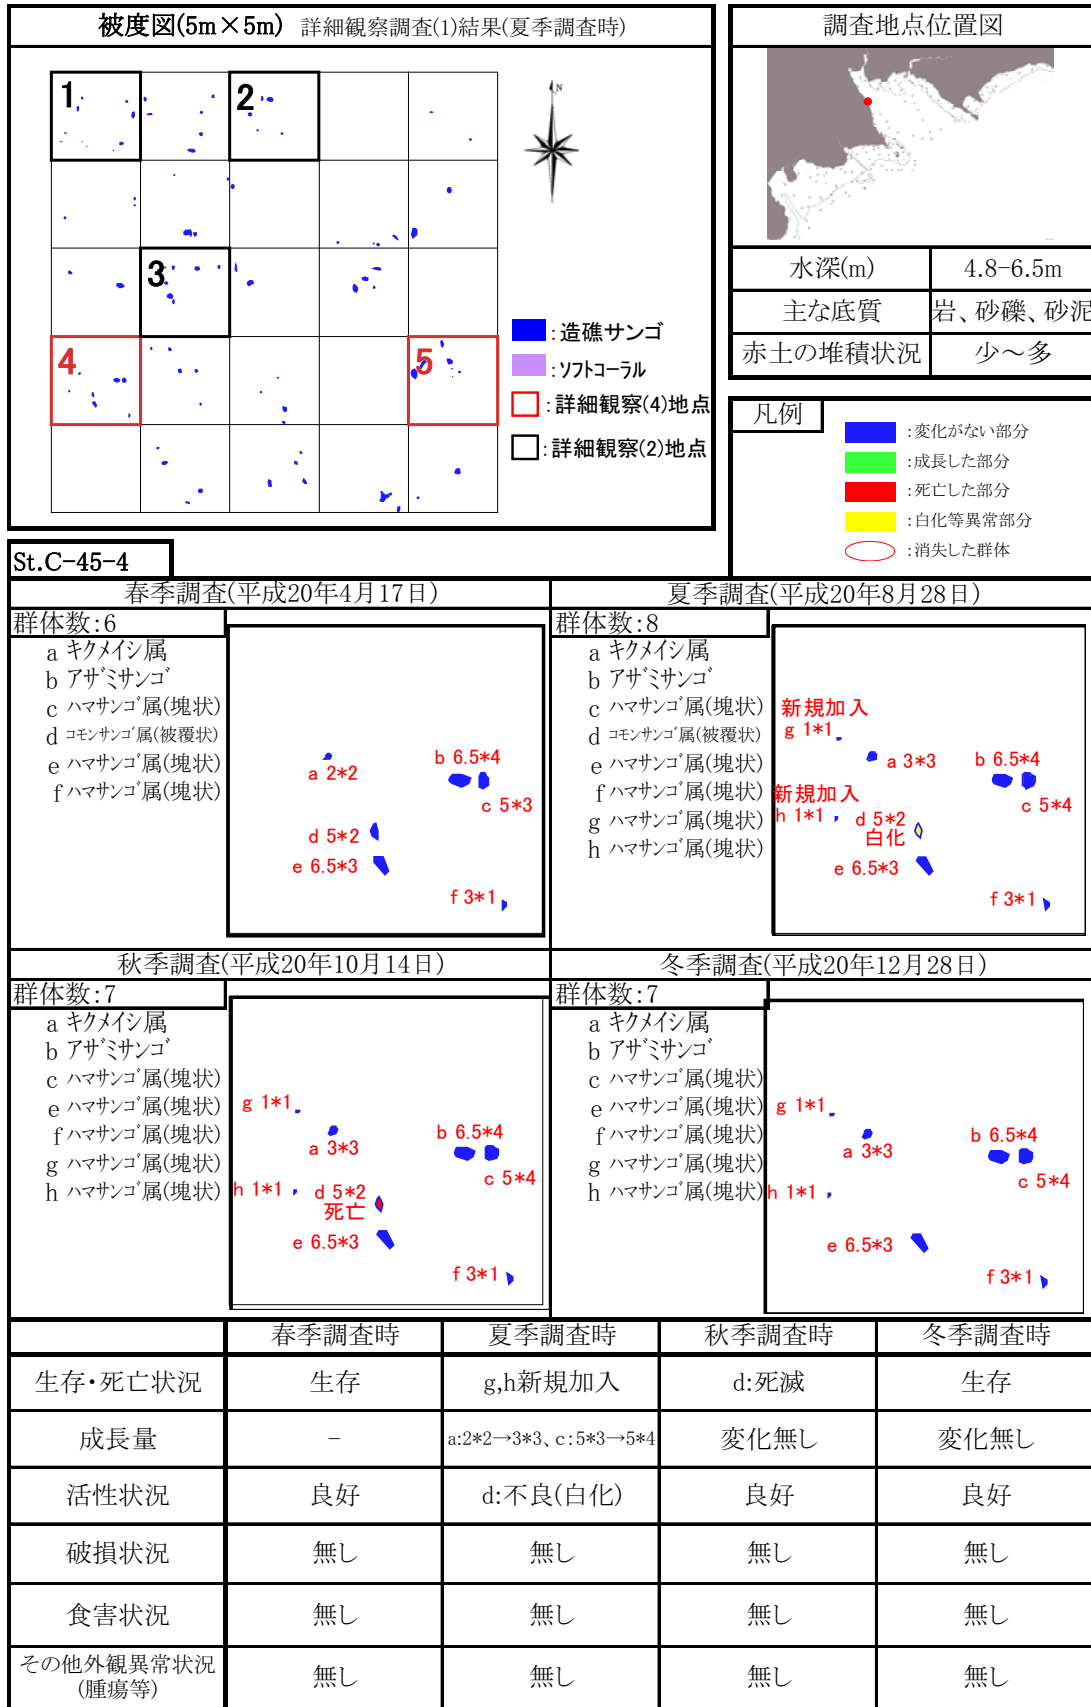 被度図(5m×5m) 詳細観察調査(1)結果(夏季調査時)
1
2
3
4
5
N
:造礁サンゴ
:ソフトコーラル
:詳細観察(4)地点
:詳細観察(2)地点
調査地点位置図
水深(m) 4.8-6.5m
主な底質 岩、砂礫、砂泥
赤土の堆積状況 少～多
凡例
:変化がない部分
:成長した部分
:死亡した部分
:白化等異常部分
:消失した群体
St.C-45-4
春季調査(平成20年4月17日)
群体数:6
a キクメイシ属
b アザミサンゴ
c ハマサンゴ属(塊状)
d コモンサンゴ属(被覆状)
e ハマサンゴ属(塊状)
f ハマサンゴ属(塊状)
a 2*2
b 6.5*4
c 5*3
d 5*2
e 6.5*3
f 3*1
夏季調査(平成20年8月28日)
群体数:8
a キクメイシ属
b アザミサンゴ
c ハマサンゴ属(塊状)
d コモンサンゴ属(被覆状)
e ハマサンゴ属(塊状)
f ハマサンゴ属(塊状)
g ハマサンゴ属(塊状)
h ハマサンゴ属(塊状)
新規加入
g 1*1
a 3*3
b 6.5*4
c 5*4
新規加入
h 1*1
d 5*2
白化
e 6.5*3
f 3*1
秋季調査(平成20年10月14日)
群体数:7
a キクメイシ属
b アザミサンゴ
c ハマサンゴ属(塊状)
e ハマサンゴ属(塊状)
f ハマサンゴ属(塊状)
g ハマサンゴ属(塊状)
h ハマサンゴ属(塊状)
g 1*1
a 3*3
b 6.5*4
c 5*4
h 1*1
d 5*2
死亡
e 6.5*3
f 3*1
冬季調査(平成20年12月28日)
群体数:7
a キクメイシ属
b アザミサンゴ
c ハマサンゴ属(塊状)
e ハマサンゴ属(塊状)
f ハマサンゴ属(塊状)
g ハマサンゴ属(塊状)
h ハマサンゴ属(塊状)
g 1*1
a 3*3
b 6.5*4
c 5*4
h 1*1
e 6.5*3
f 3*1
春季調査時 夏季調査時 秋季調査時 冬季調査時
生存・死亡状況 生存 g,h新規加入 d:死滅 生存
成長量 − a:2*2→3*3、c:5*3→5*4 変化無し 変化無し
活性状況 良好 d:不良(白化) 良好 良好
破損状況 無し 無し 無し 無し
食害状況 無し 無し 無し 無し
その他外観異常状況
(腫瘍等) 無し 無し 無し 無し